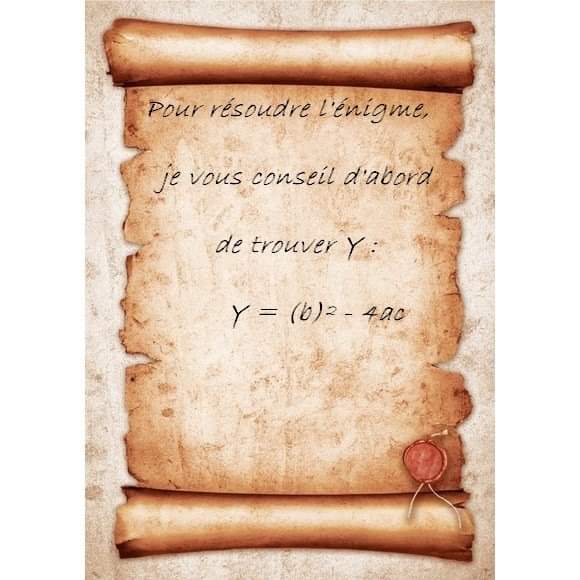 Pour résoudre l'énigme,
je vous conseil d'abord
de trouver Y :
Y = (b)2 - 4ac